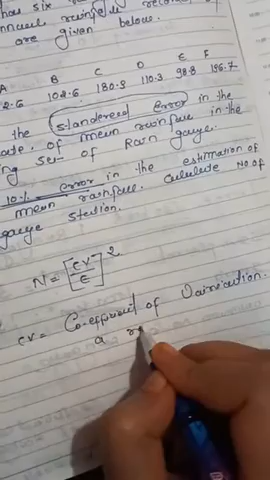 has six
rainfall
are given below.
A B C D E F
2.6 102.6 180.3 110.3 98.8 136.7
the standered error in the
of mean rainfall in the
set of Rain gauge.
10% error in the estimation of
mean rainfall. calculate no. of
gauge station.
N = [CV/E]^2
CV = Co-efficient of Variation.
a